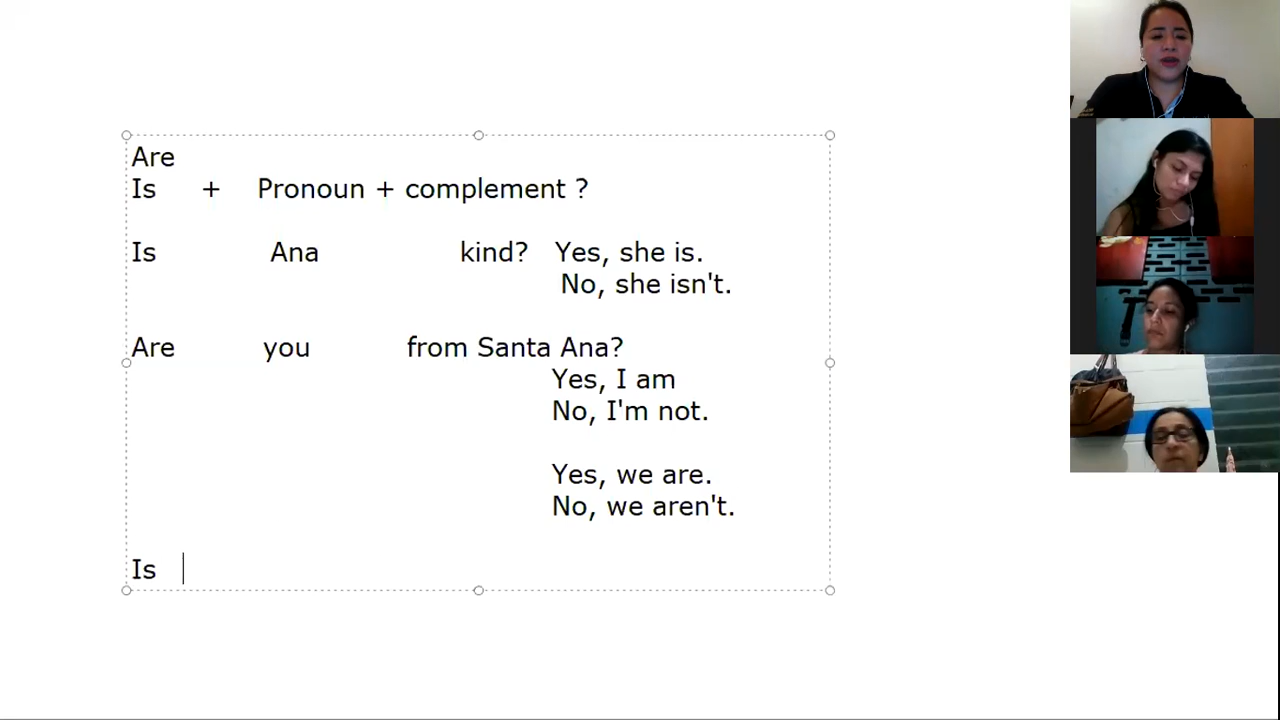 Are
Is + Pronoun + complement ?
Is Ana kind? Yes, she is.
No, she isn't.
Are you from Santa Ana?
Yes, I am
No, I'm not.
Yes, we are.
No, we aren't.
Is